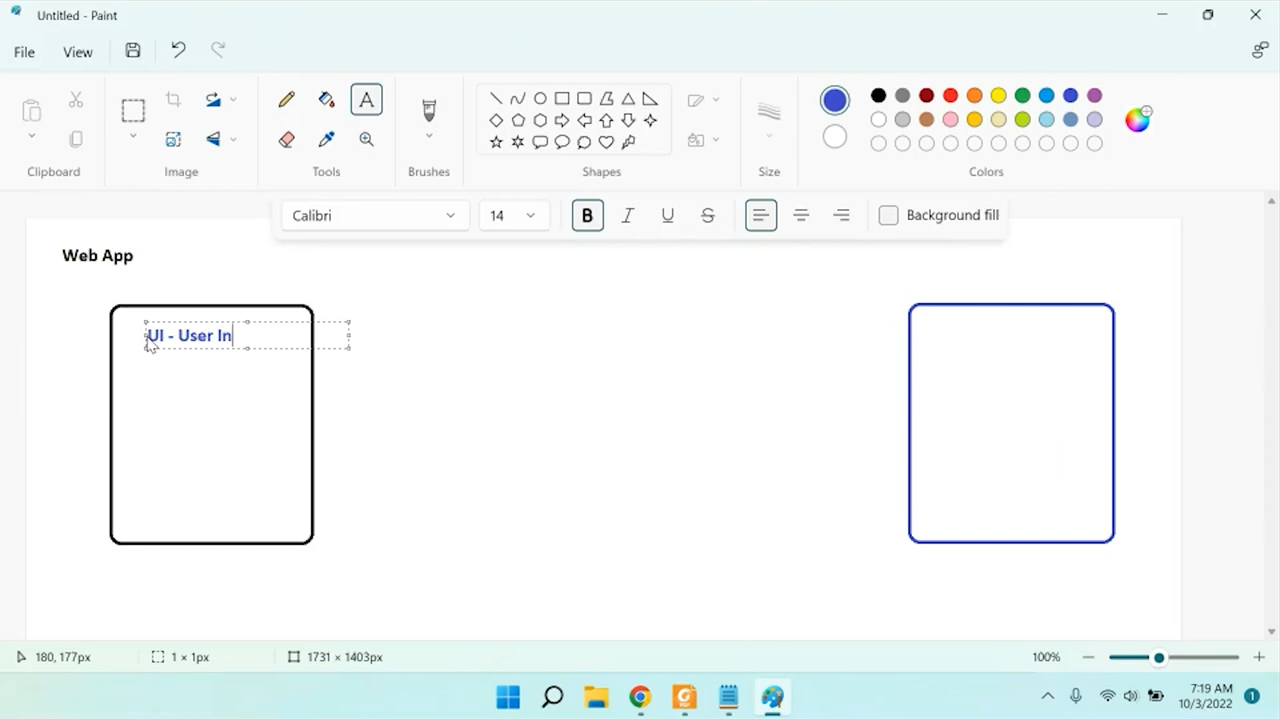 Untitled - Paint
File View
Clipboard Image Tools Brushes Shapes Size Colors
Calibri 14 B I U S Background fill
Web App
UI - User In
180, 177px 1 × 1px 1731 × 1403px 100%
7:19 AM
10/3/2022 1